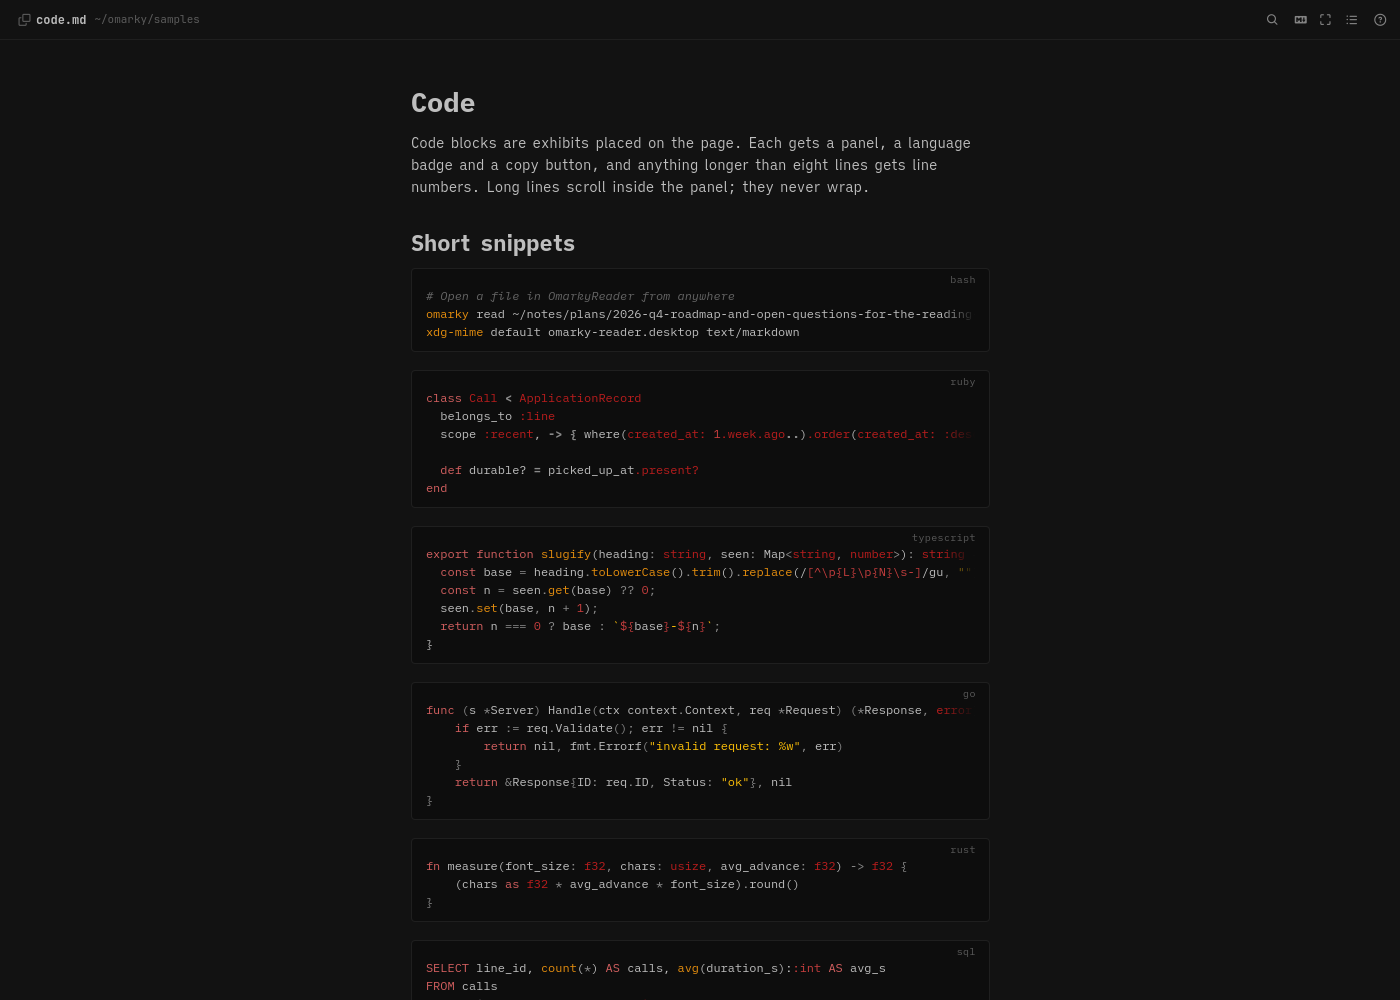 code.md ~/omarky/samples
Code
Code blocks are exhibits placed on the page. Each gets a panel, a language
badge and a copy button, and anything longer than eight lines gets line
numbers. Long lines scroll inside the panel; they never wrap.
Short snippets
bash
# Open a file in OmarkyReader from anywhere
omarky read ~/notes/plans/2026-q4-roadmap-and-open-questions-for-the-reading
xdg-mime default omarky-reader.desktop text/markdown
ruby
class Call < ApplicationRecord
  belongs_to :line
  scope :recent, -> { where(created_at: 1.week.ago..).order(created_at: :des
  def durable? = picked_up_at.present?
end
typescript
export function slugify(heading: string, seen: Map<string, number>): string
  const base = heading.toLowerCase().trim().replace(/[^\p{L}\p{N}\s-]/gu, ""
  const n = seen.get(base) ?? 0;
  seen.set(base, n + 1);
  return n === 0 ? base : `${base}-${n}`;
}
go
func (s *Server) Handle(ctx context.Context, req *Request) (*Response, error
    if err := req.Validate(); err != nil {
        return nil, fmt.Errorf("invalid request: %w", err)
    }
    return &Response{ID: req.ID, Status: "ok"}, nil
}
rust
fn measure(font_size: f32, chars: usize, avg_advance: f32) -> f32 {
    (chars as f32 * avg_advance * font_size).round()
}
sql
SELECT line_id, count(*) AS calls, avg(duration_s)::int AS avg_s
FROM calls